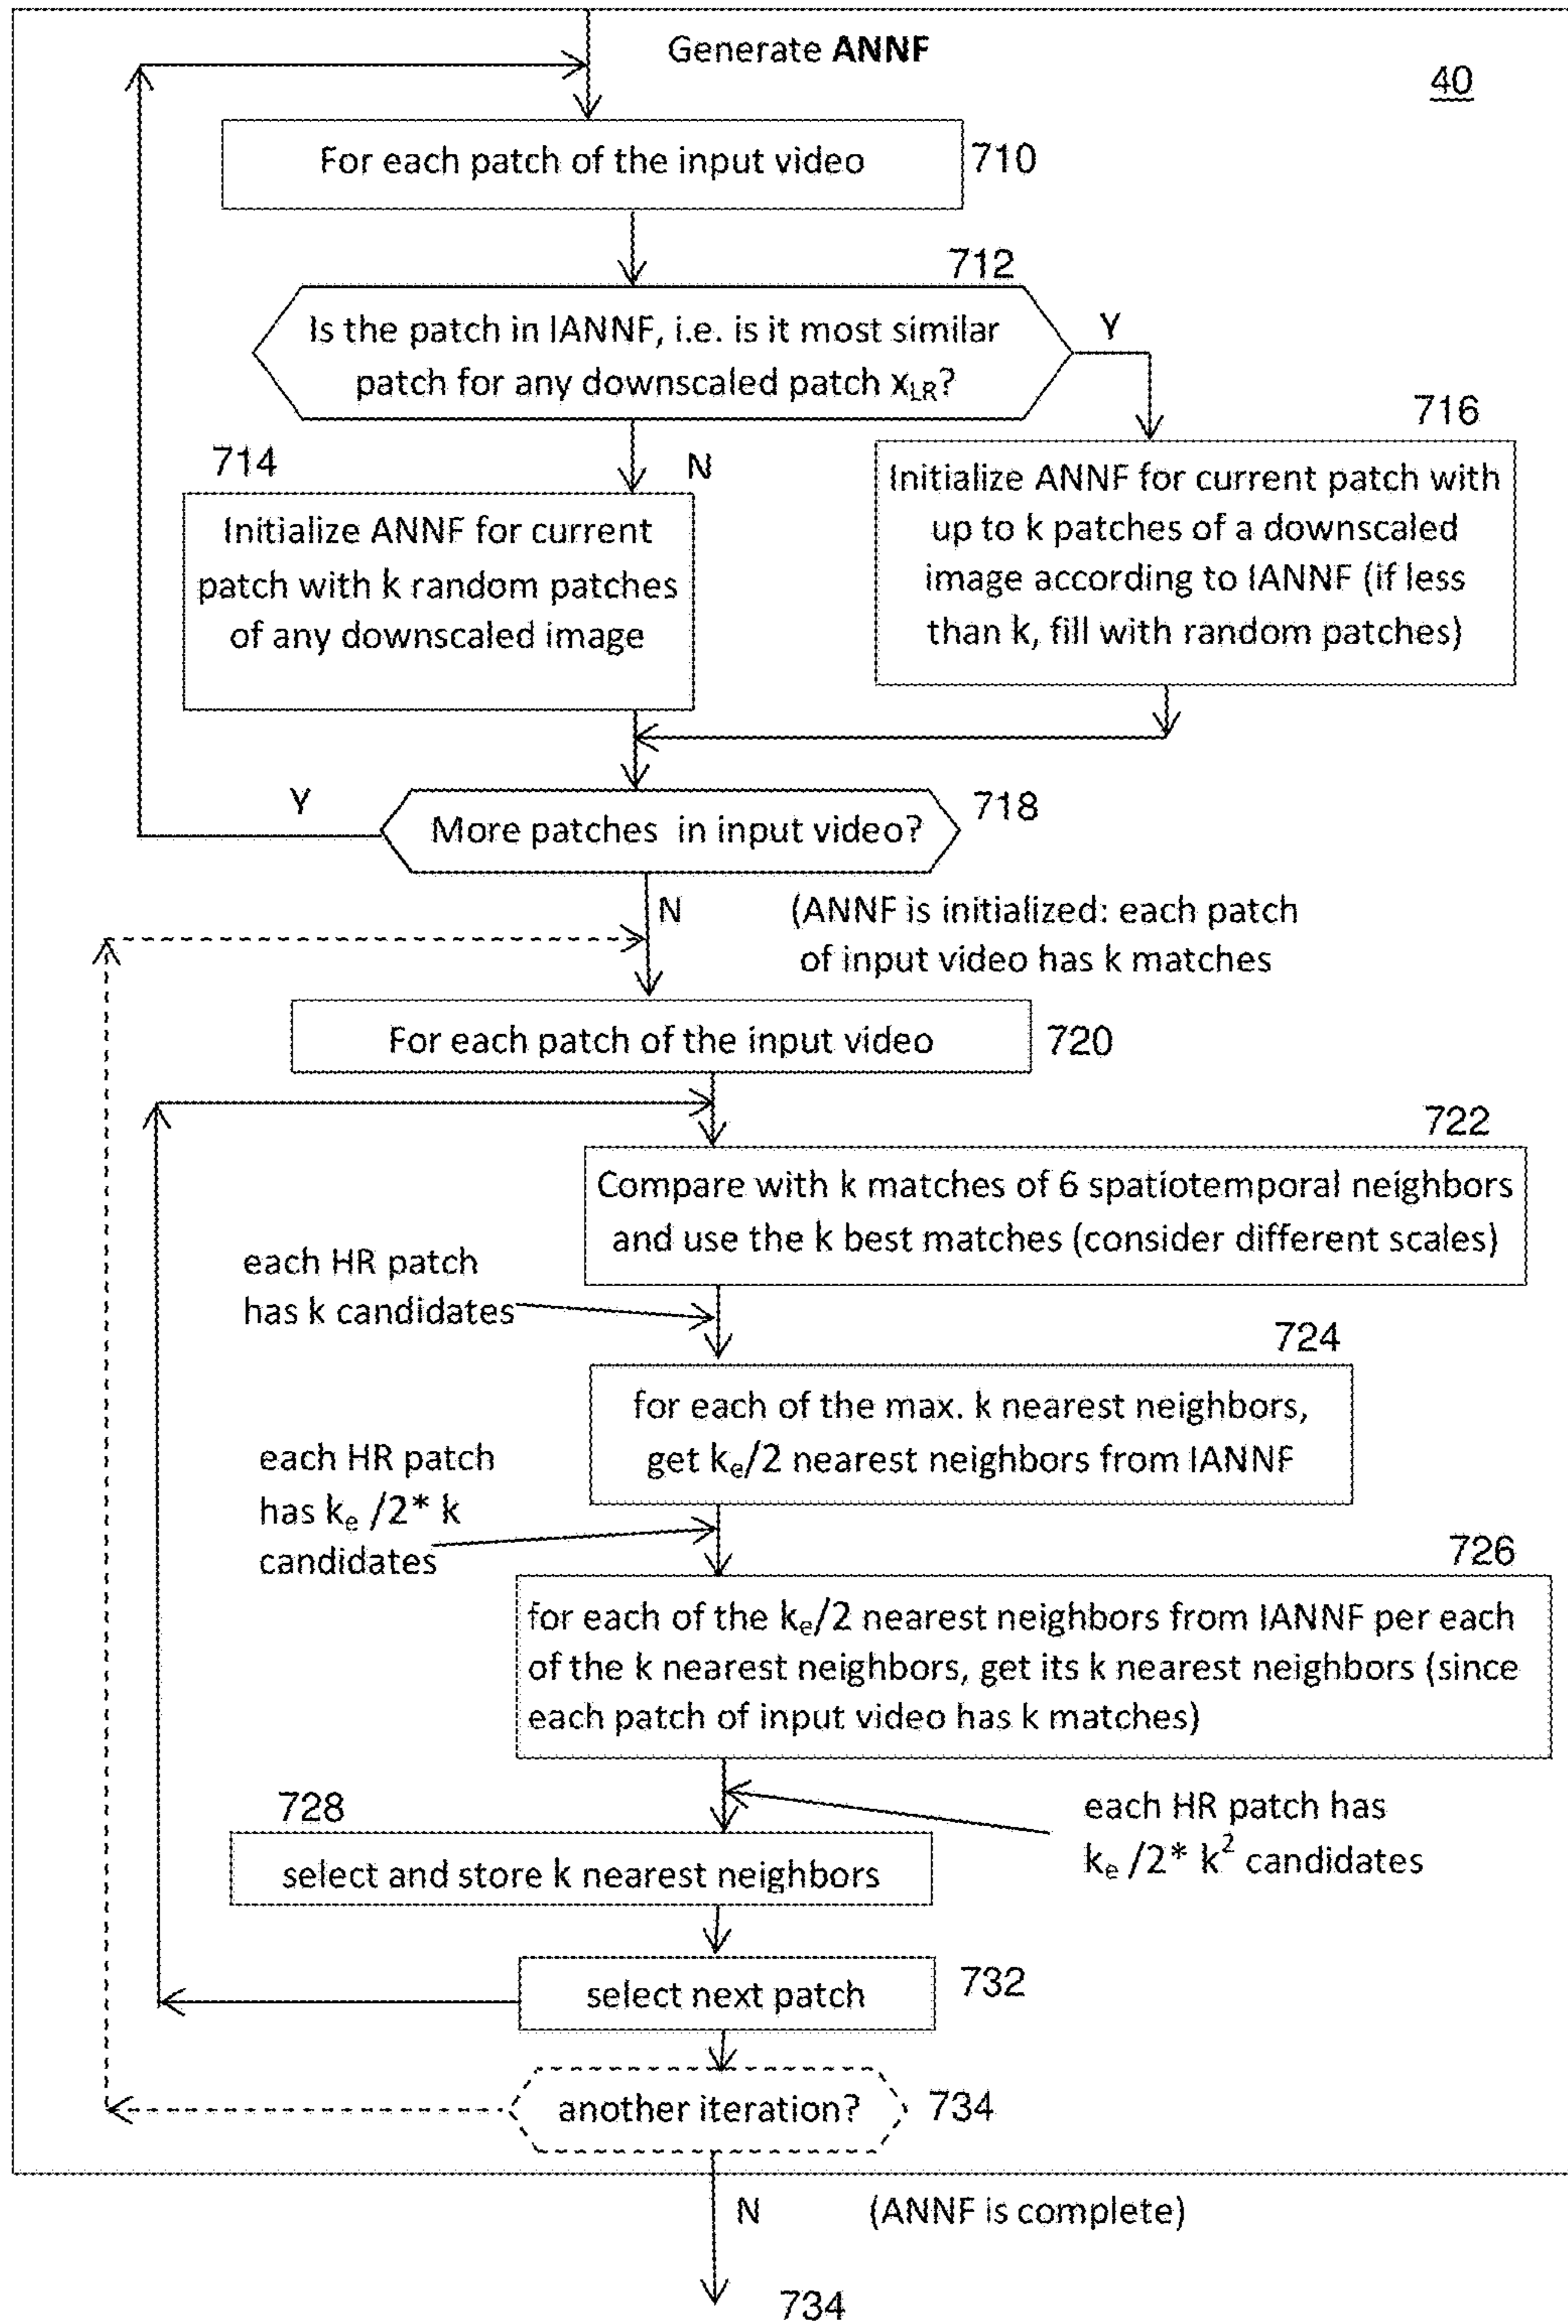 Generate ANNF
40
For each patch of the input video
710
712
Is the patch in IANNF, i.e. is it most similar
patch for any downscaled patch xLR?
Y
N
714
Initialize ANNF for current
patch with k random patches
of any downscaled image
716
Initialize ANNF for current patch with
up to k patches of a downscaled
image according to IANNF (if less
than k, fill with random patches)
Y
More patches in input video?
718
N
(ANNF is initialized: each patch
of input video has k matches
For each patch of the input video
720
722
Compare with k matches of 6 spatiotemporal neighbors
and use the k best matches (consider different scales)
each HR patch
has k candidates
724
for each of the max. k nearest neighbors,
get ke/2 nearest neighbors from IANNF
each HR patch
has ke /2* k
candidates
726
for each of the ke/2 nearest neighbors from IANNF per each
of the k nearest neighbors, get its k nearest neighbors (since
each patch of input video has k matches)
each HR patch has
ke /2* k² candidates
728
select and store k nearest neighbors
select next patch
732
another iteration?
734
N
(ANNF is complete)
734